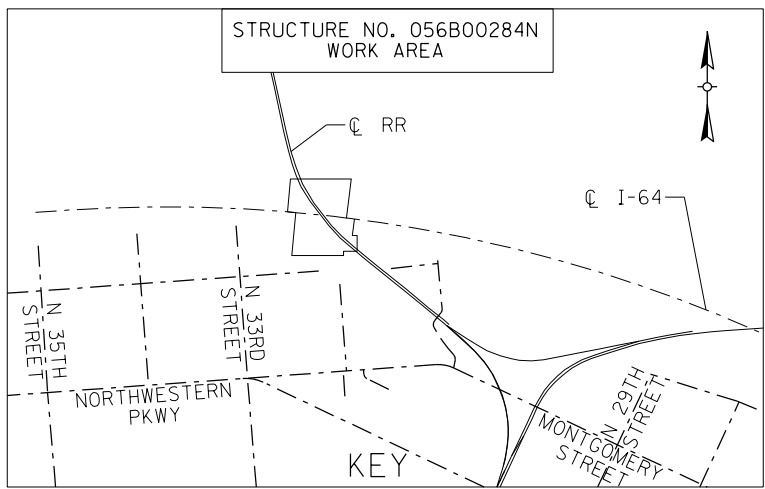 STRUCTURE NO. 056B00284N
WORK AREA
℄ RR
℄ I-64
N 35TH
STREET
N 33RD
STREET
NORTHWESTERN
PKWY
N 29TH
STREET
MONTGOMERY
STREET
KEY